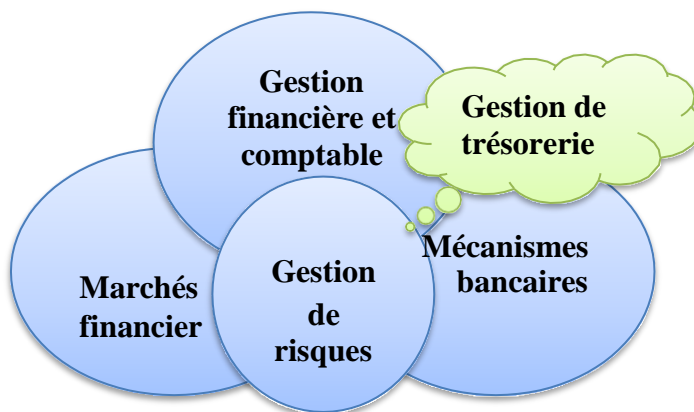 Gestion
financière et
comptable
Gestion de
trésorerie
Marchés
financier
Gestion
de
risques
Mécanismes
bancaires